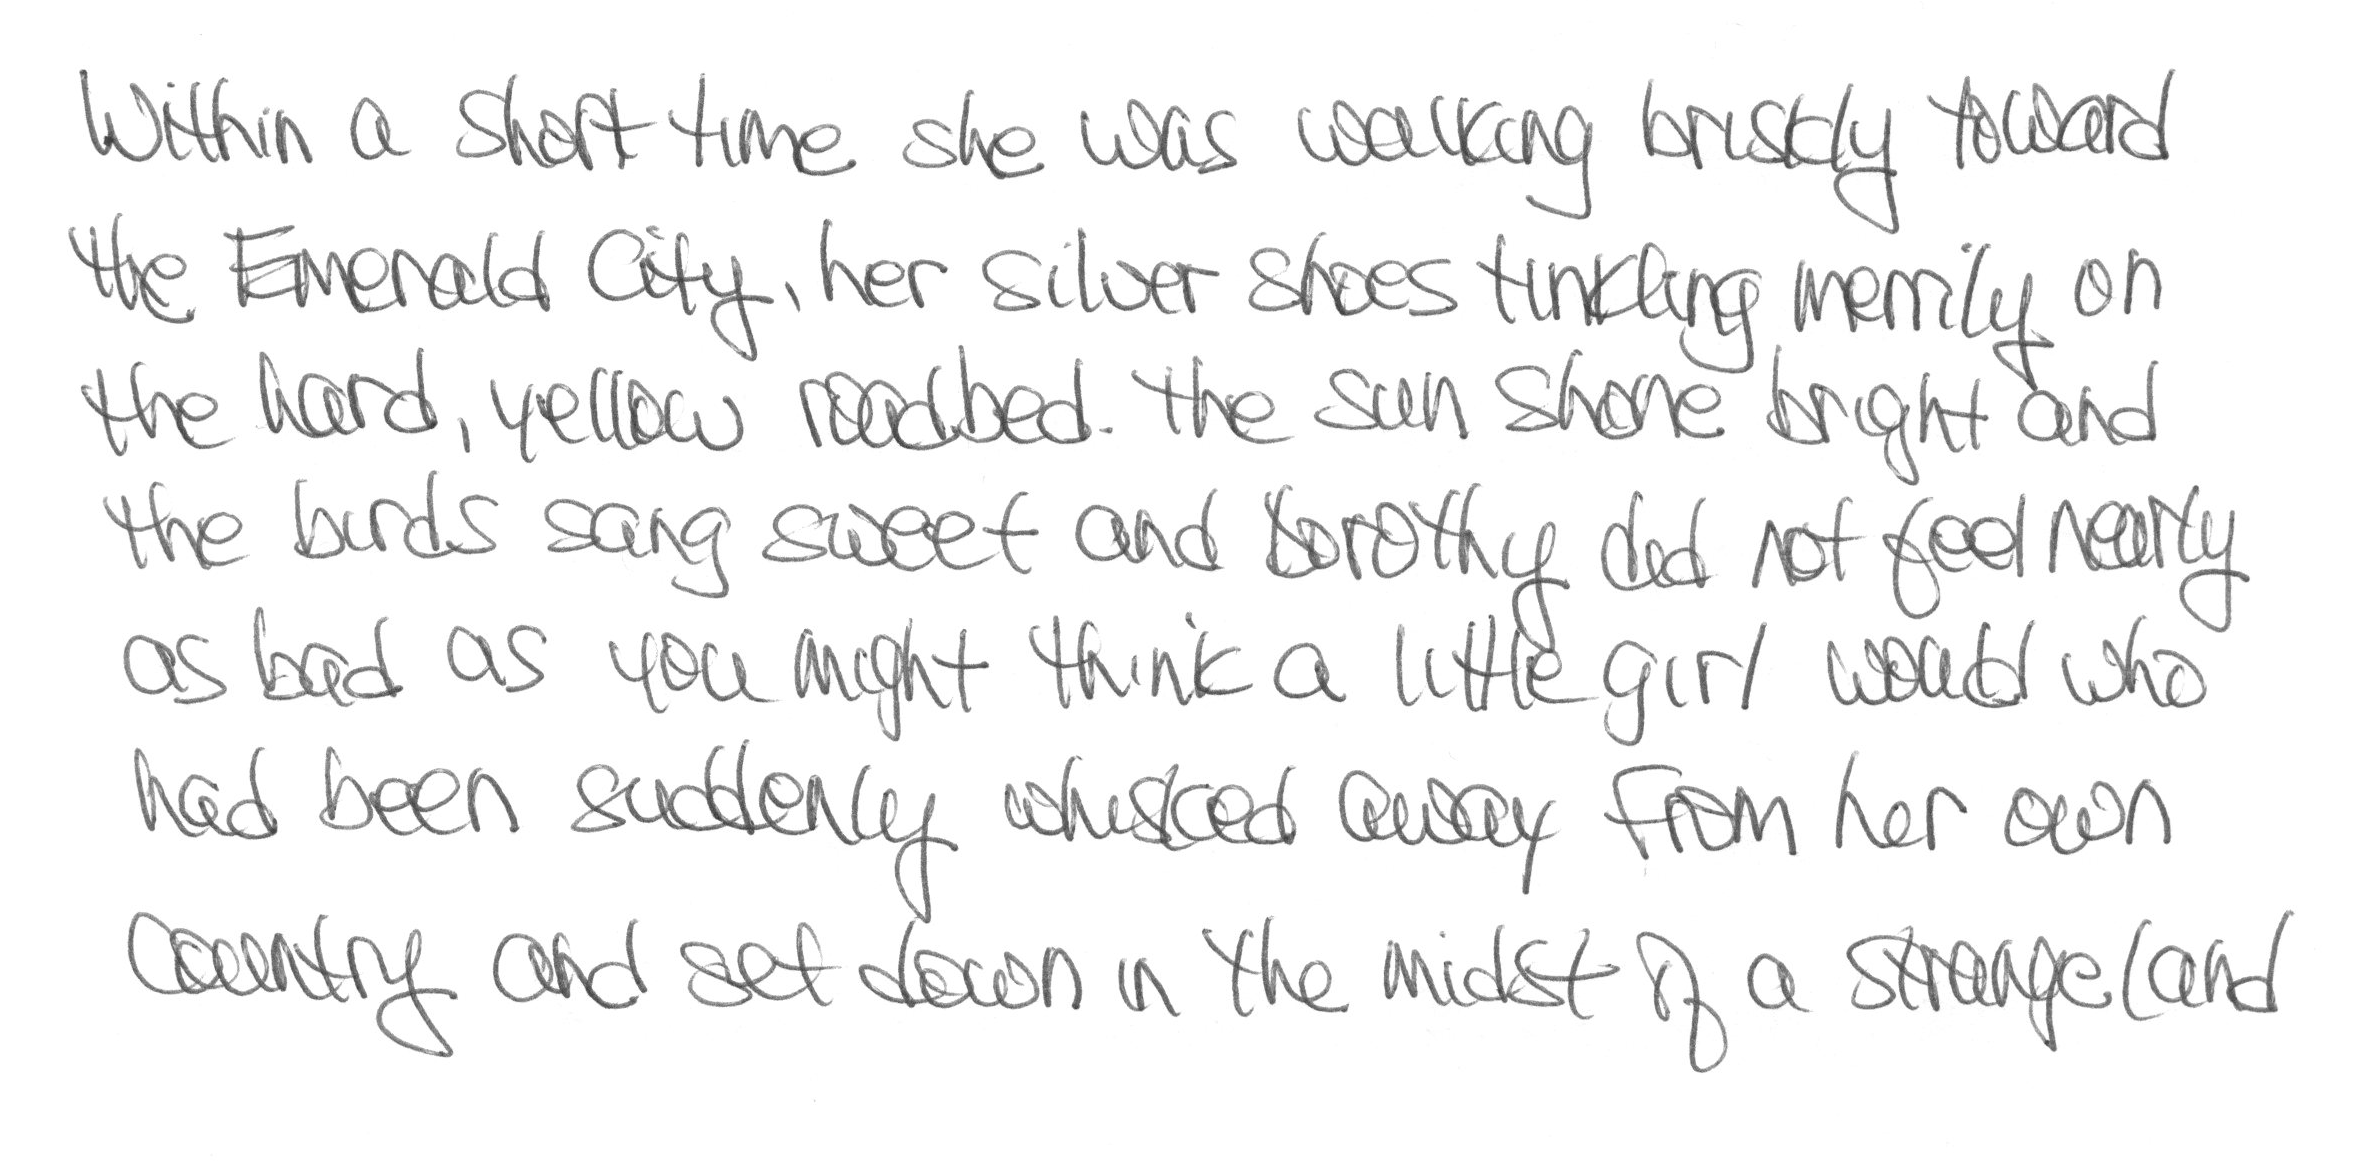 Within a short time she was walking briskly toward
the Emerald City, her silver shoes tinkling merrily on
the hard, yellow roadbed. The sun shone bright and
the birds sang sweet and Dorothy did not feel nearly
as bad as you might think a little girl would who
had been suddenly whisked away from her own
country and set down in the midst of a strange land